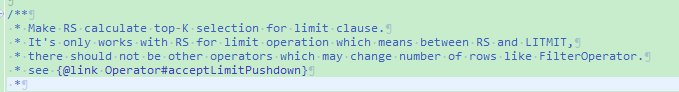 /**
 * Make RS calculate top-K selection for limit clause.
 * It's only works with RS for limit operation which means between RS and LITMIT,
 * there should not be other operators which may change number of rows like FilterOperator.
 * see {@link Operator#acceptLimitPushdown}
 *